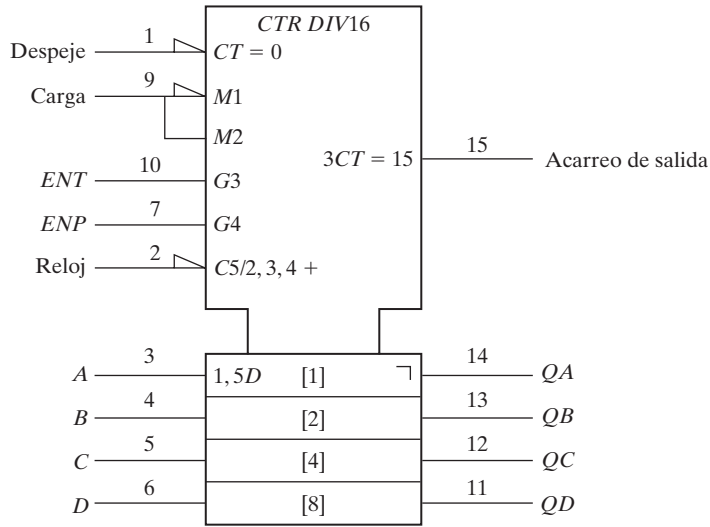 CTR DIV16
Despeje 1 CT = 0
Carga 9 M1
M2
3CT = 15 15 Acarreo de salida
ENT 10 G3
ENP 7 G4
Reloj 2 C5/2, 3, 4 +
A 3 1, 5D [1] ¬ 14 QA
B 4 [2] 13 QB
C 5 [4] 12 QC
D 6 [8] 11 QD